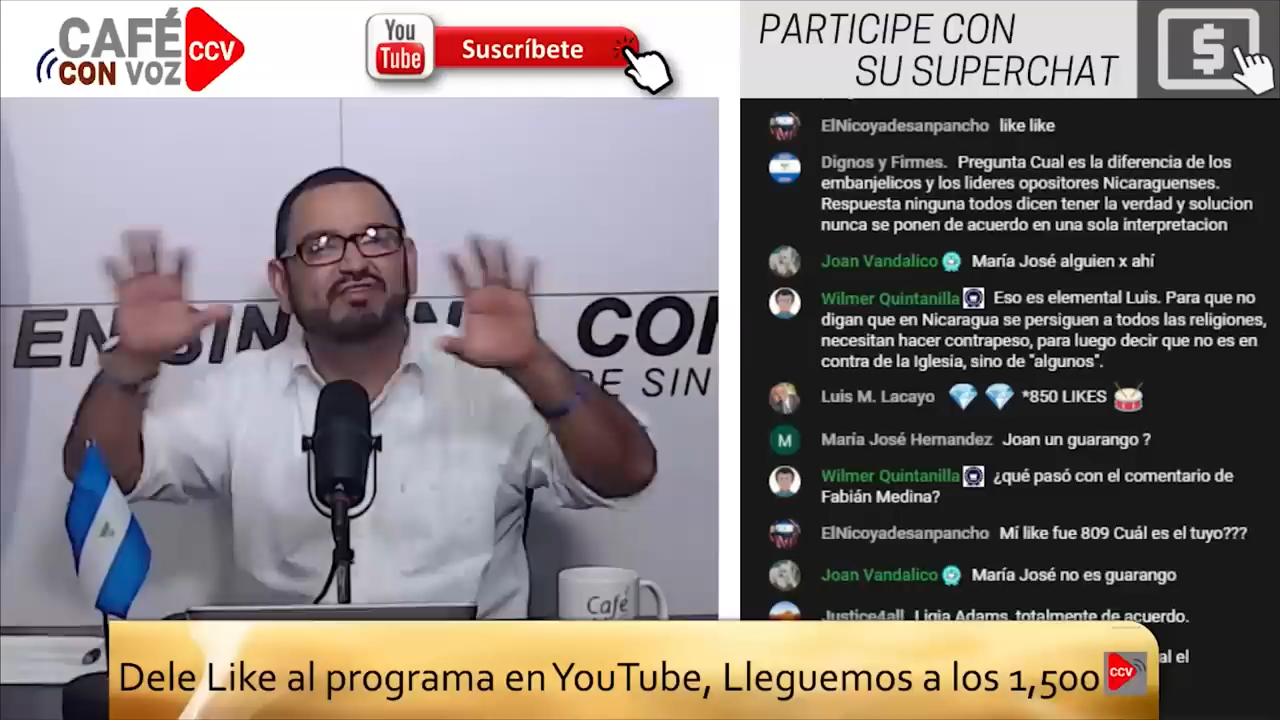 CAFÉ
CON VOZ
CCV
You
Tube
Suscríbete
PARTICIPE CON
SU SUPERCHAT
$
ElNicoyadesanpancho like like
Dignos y Firmes. Pregunta Cual es la diferencia de los
embanjelicos y los lideres opositores Nicaraguenses.
Respuesta ninguna todos dicen tener la verdad y solucion
nunca se ponen de acuerdo en una sola interpretacion
Joan Vandalico María José alguien x ahí
Wilmer Quintanilla Eso es elemental Luis. Para que no
digan que en Nicaragua se persiguen a todos las religiones,
necesitan hacer contrapeso, para luego decir que no es en
contra de la Iglesia, sino de "algunos".
Luis M. Lacayo *850 LIKES
M
María José Hernandez Joan un guarango ?
Wilmer Quintanilla ¿qué pasó con el comentario de
Fabián Medina?
ElNicoyadesanpancho Mí like fue 809 Cuál es el tuyo???
Joan Vandalico María José no es guarango
Justice4all Ligia Adams, totalmente de acuerdo.
al el
EN SIN
CON
DE SIN
Café
Dele Like al programa en YouTube, Lleguemos a los 1,500
CCV